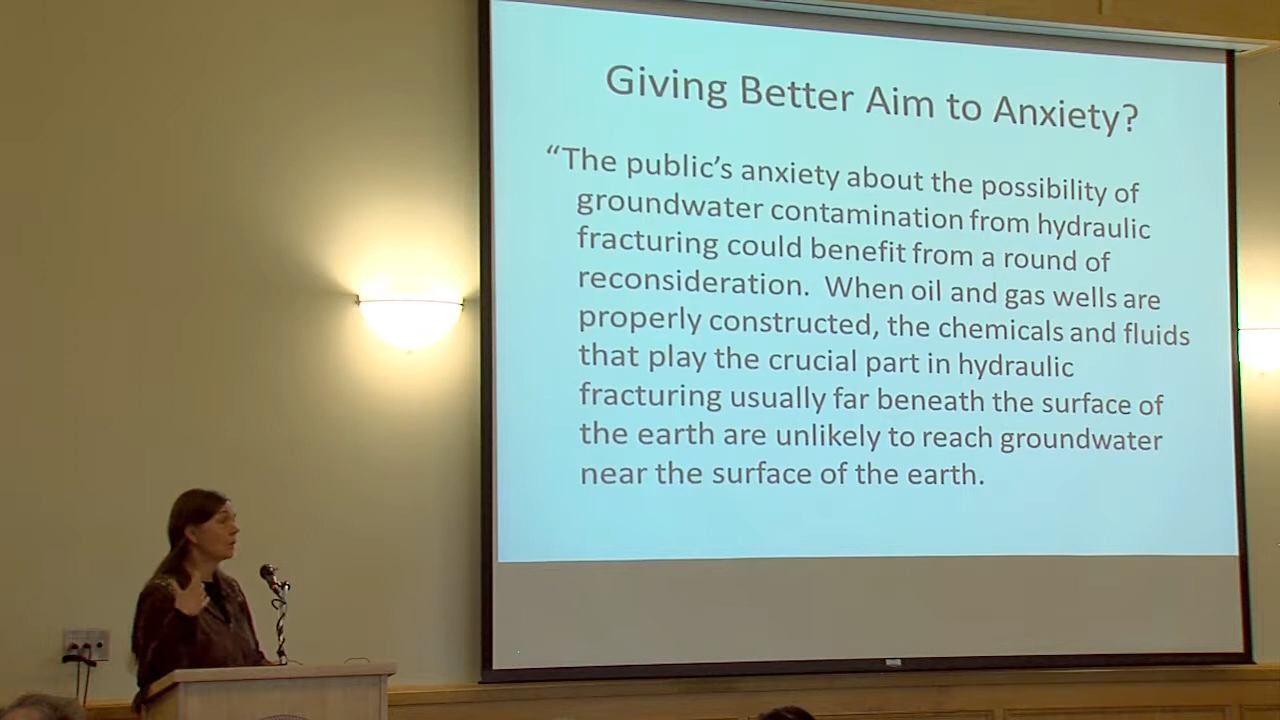 Giving Better Aim to Anxiety?
“The public’s anxiety about the possibility of
groundwater contamination from hydraulic
fracturing could benefit from a round of
reconsideration. When oil and gas wells are
properly constructed, the chemicals and fluids
that play the crucial part in hydraulic
fracturing usually far beneath the surface of
the earth are unlikely to reach groundwater
near the surface of the earth.